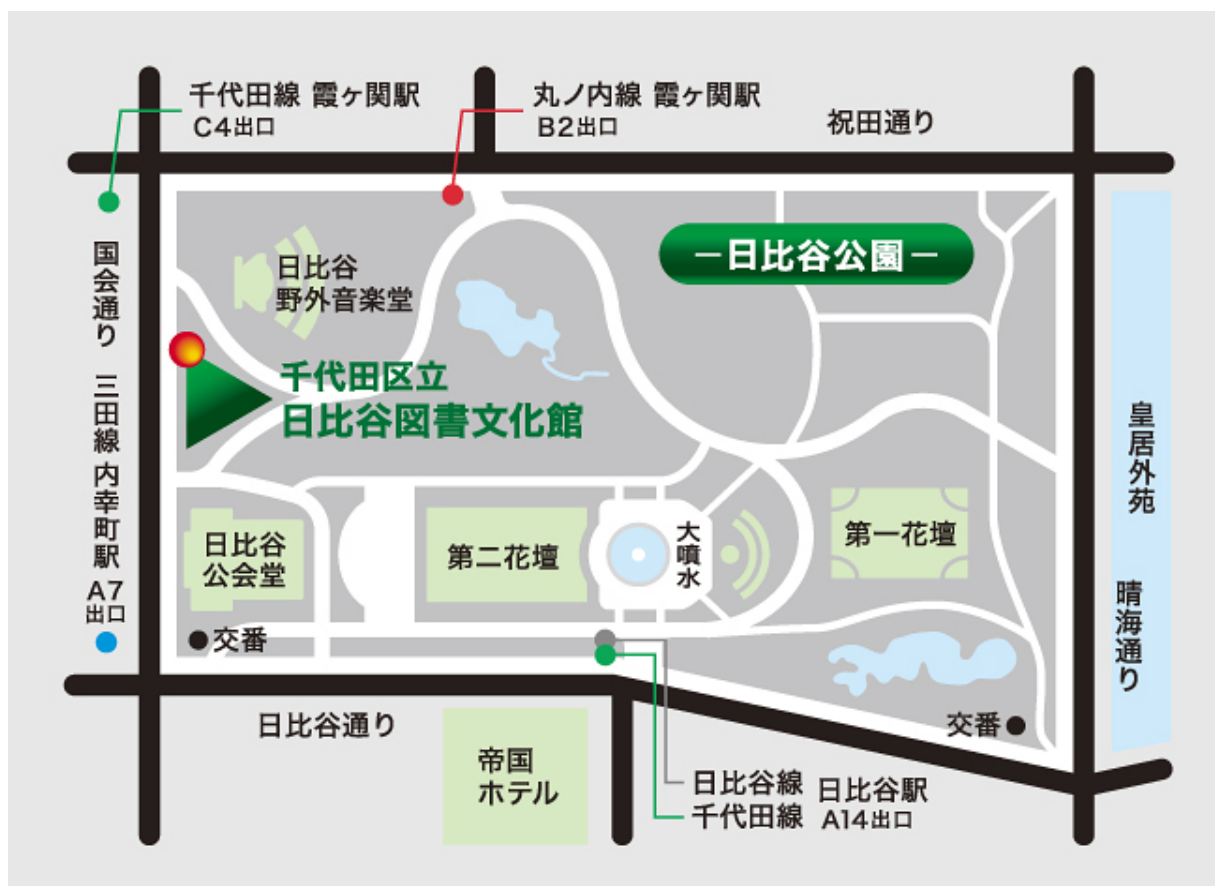 千代田線 霞ヶ関駅
C4出口
丸ノ内線 霞ヶ関駅
B2出口
祝田通り
国会通り
三田線 内幸町駅
A7
出口
－日比谷公園－
日比谷
野外音楽堂
千代田区立
日比谷図書文化館
皇居外苑
晴海通り
日比谷
公会堂
第二花壇
大噴水
第一花壇
交番
日比谷通り
帝国
ホテル
交番
日比谷線
千代田線
日比谷駅
A14出口